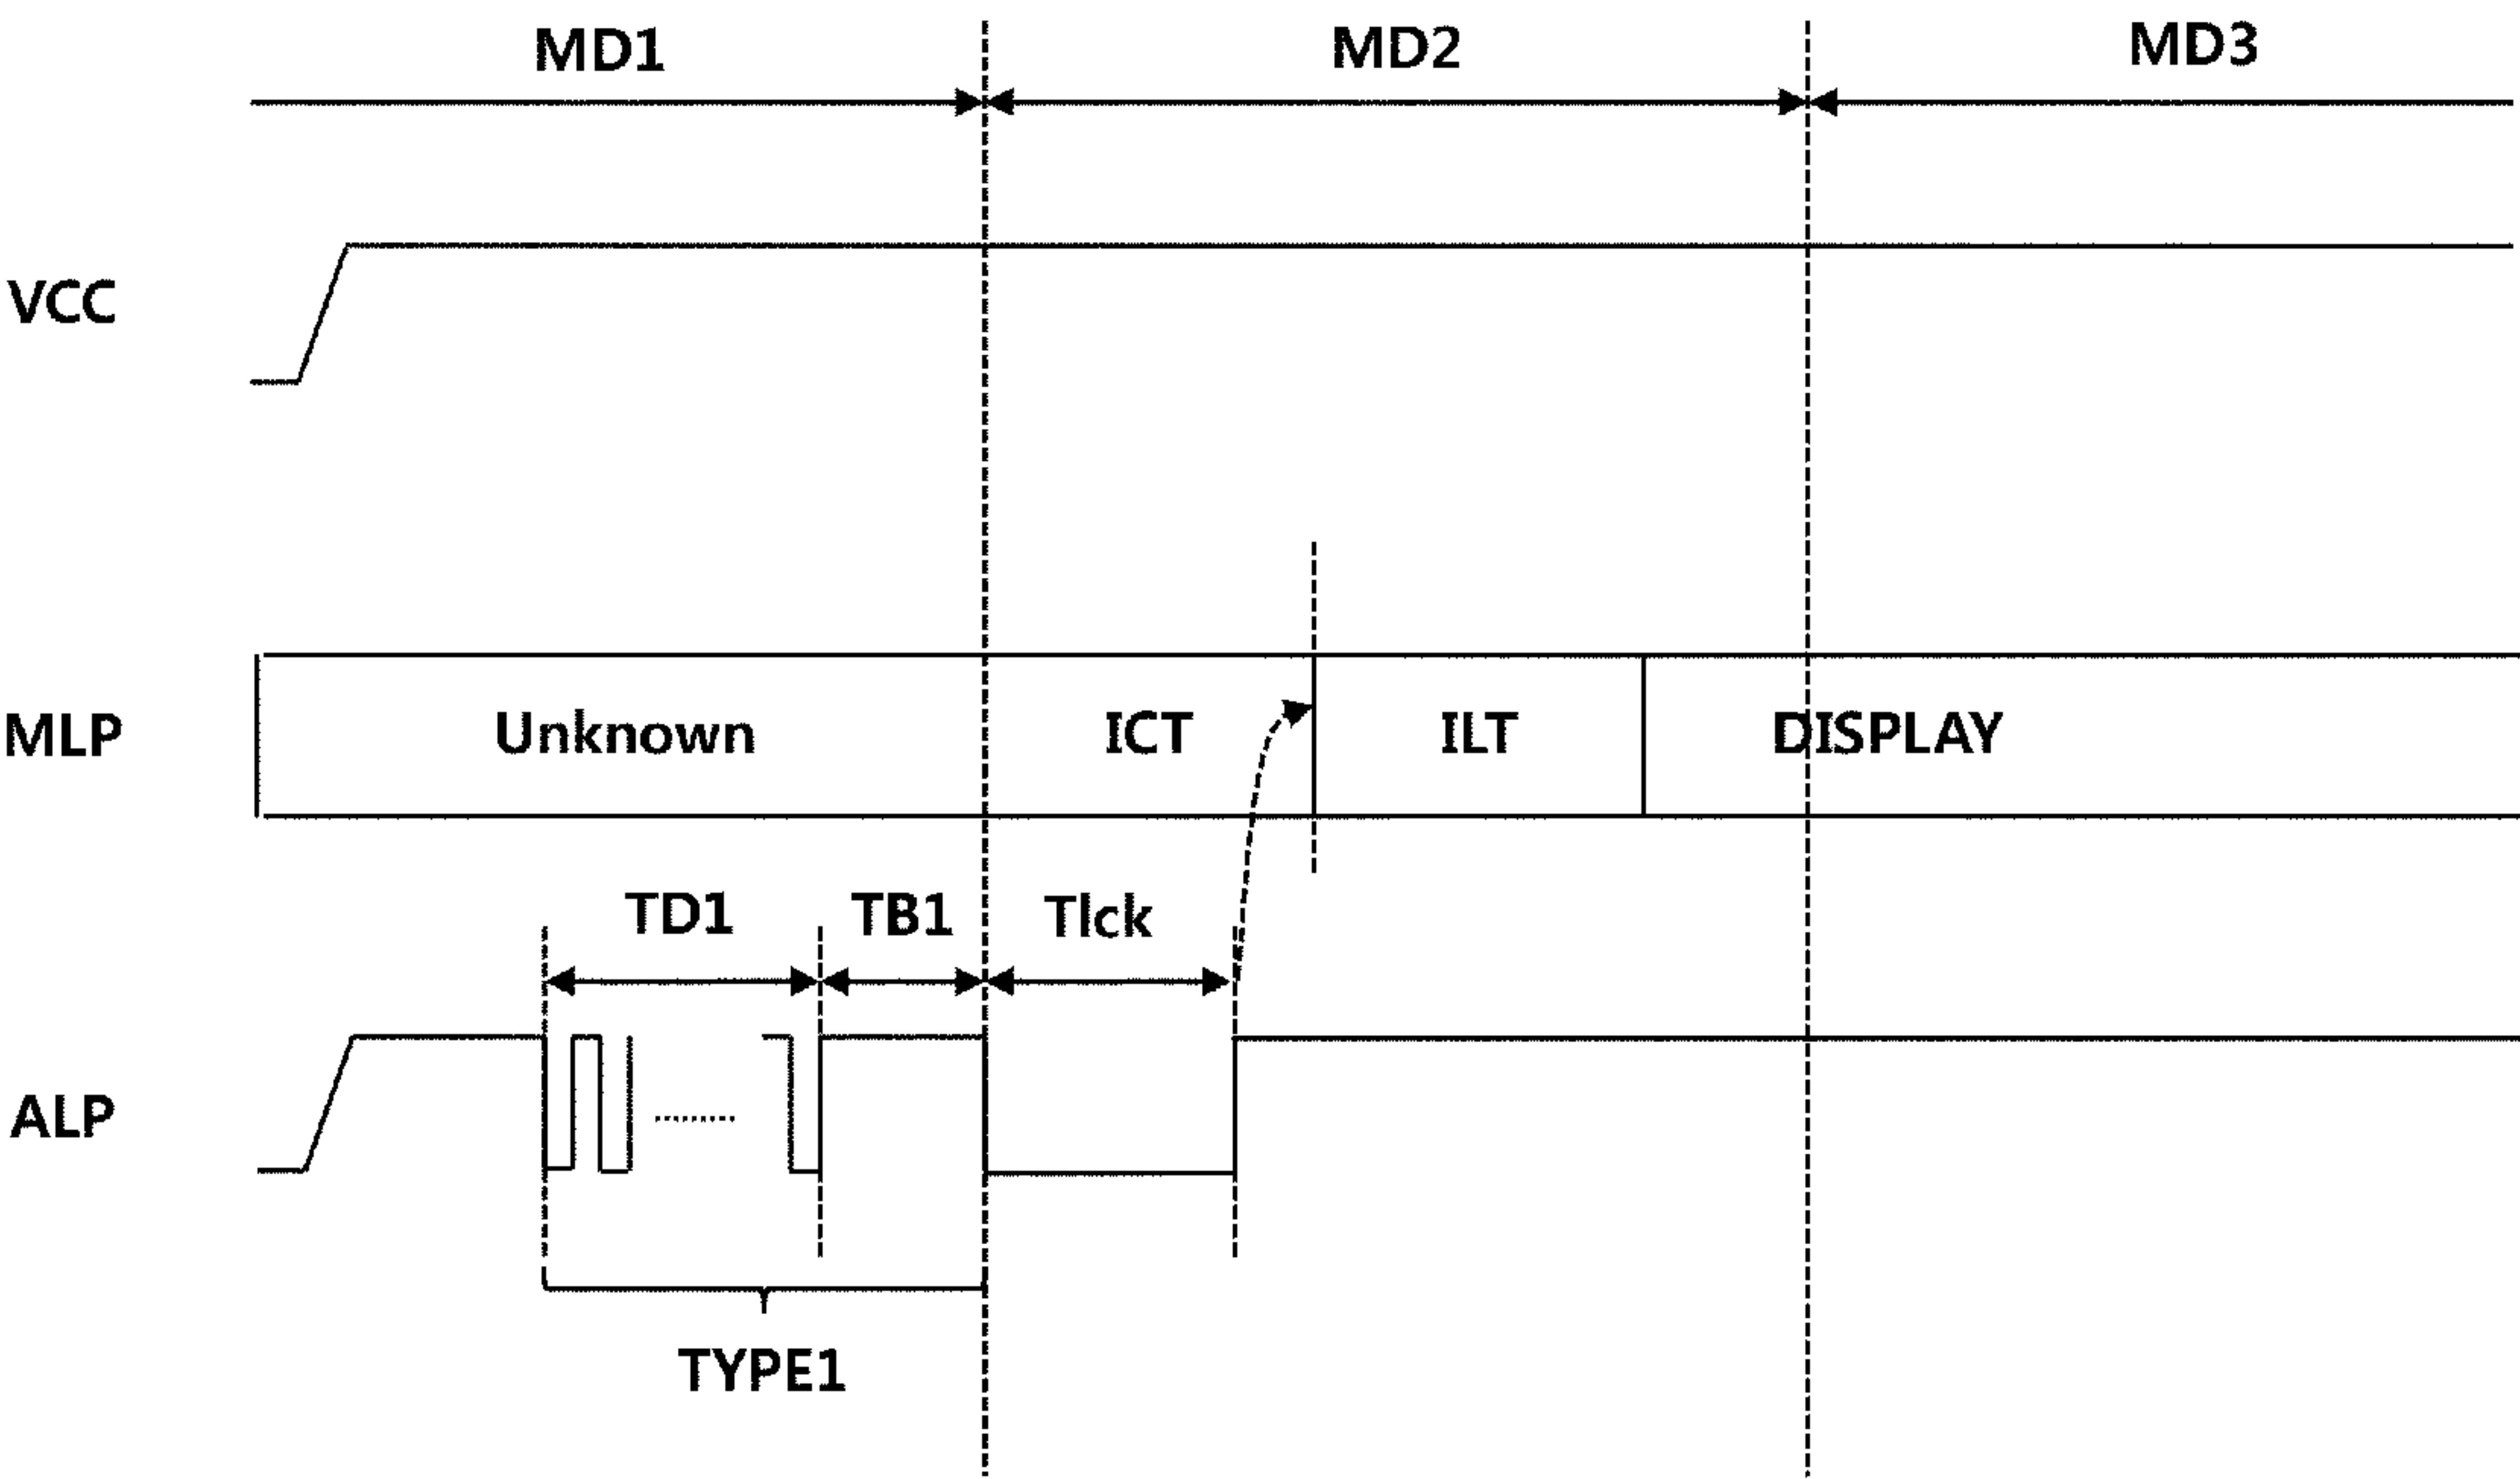 MD1 MD2 MD3
VCC
MLP Unknown ICT ILT DISPLAY
TD1 TB1 Tlck
ALP
TYPE1